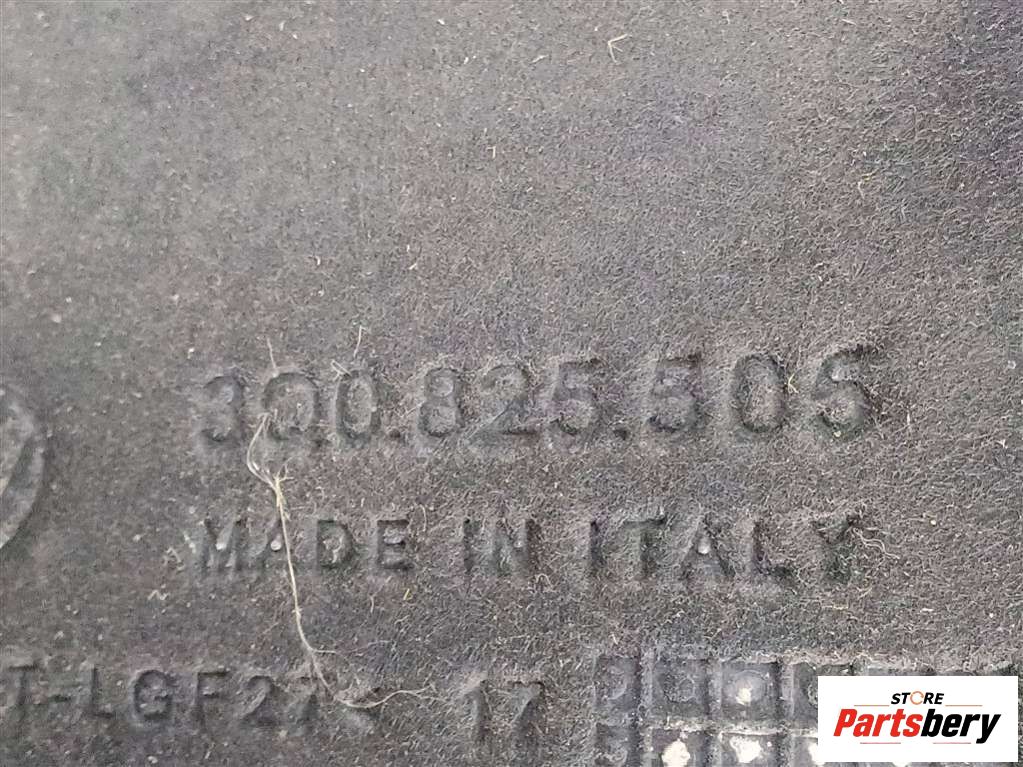 3Q0.825.505
MADE IN ITALY
17
STORE
Partsbery